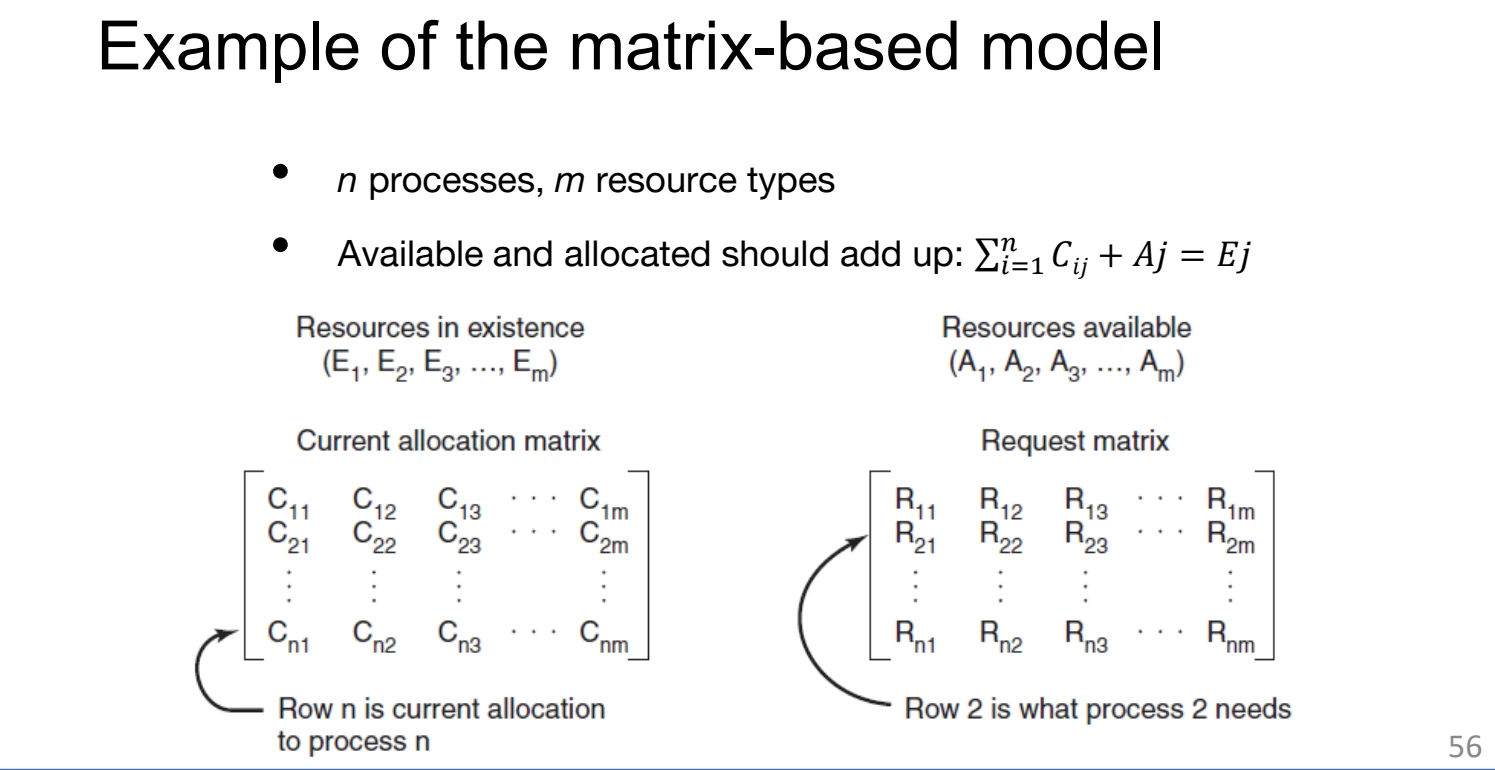 Example of the matrix-based model
• n processes, m resource types
• Available and allocated should add up: ∑ⁿᵢ₌₁ Cᵢⱼ + Aj = Ej
Resources in existence
(E₁, E₂, E₃, ..., Eₘ)
Resources available
(A₁, A₂, A₃, ..., Aₘ)
Current allocation matrix
C₁₁ C₁₂ C₁₃ · · · C₁ₘ
C₂₁ C₂₂ C₂₃ · · · C₂ₘ
⋮ ⋮ ⋮ ⋮
Cₙ₁ Cₙ₂ Cₙ₃ · · · Cₙₘ
Row n is current allocation
to process n
Request matrix
R₁₁ R₁₂ R₁₃ · · · R₁ₘ
R₂₁ R₂₂ R₂₃ · · · R₂ₘ
⋮ ⋮ ⋮ ⋮
Rₙ₁ Rₙ₂ Rₙ₃ · · · Rₙₘ
Row 2 is what process 2 needs
56